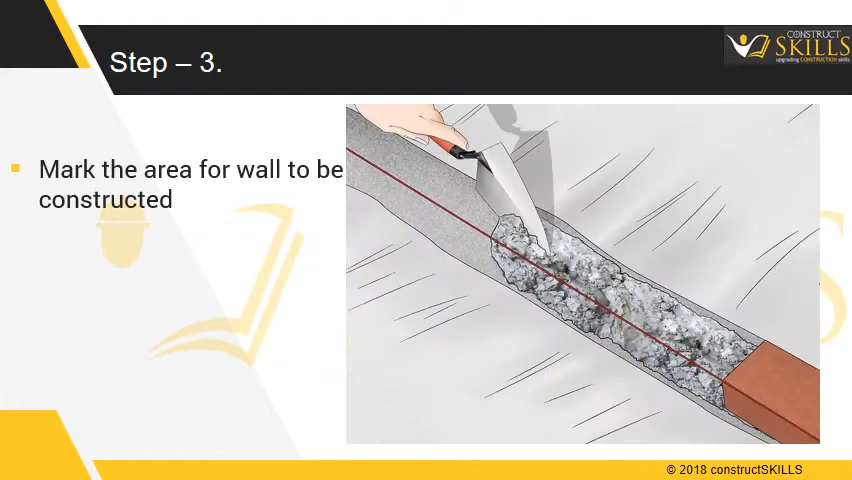 Step – 3.
CONSTRUCT
SKILLS
upgrading CONSTRUCTION skills
Mark the area for wall to be
constructed
© 2018 constructSKILLS